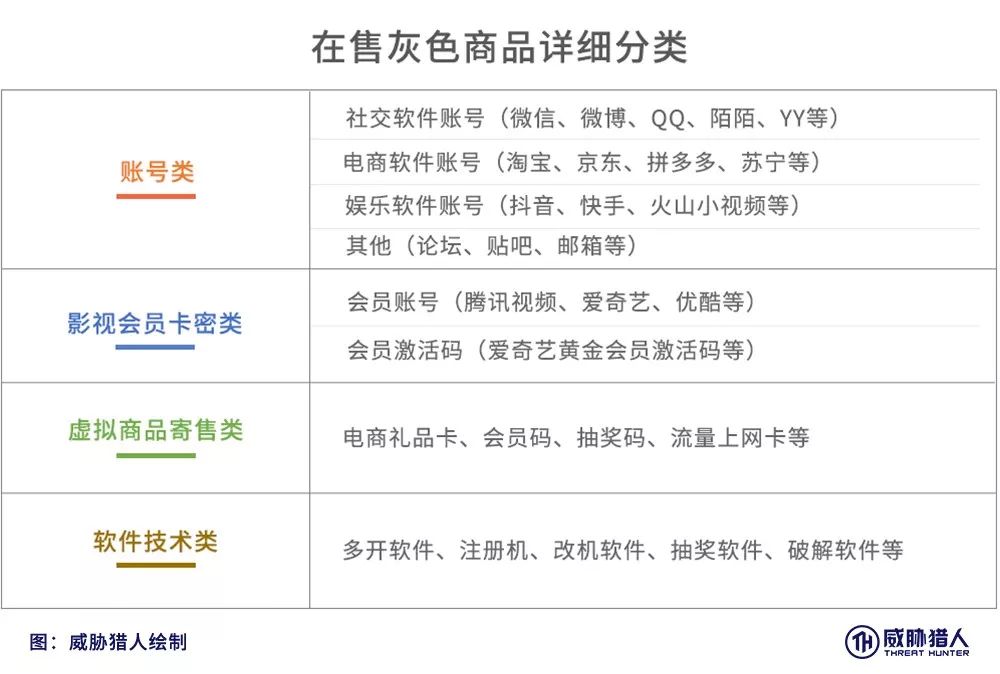 在售灰色商品详细分类
账号类
社交软件账号（微信、微博、QQ、陌陌、YY等）
电商软件账号（淘宝、京东、拼多多、苏宁等）
娱乐软件账号（抖音、快手、火山小视频等）
其他（论坛、贴吧、邮箱等）
影视会员卡密类
会员账号（腾讯视频、爱奇艺、优酷等）
会员激活码（爱奇艺黄金会员激活码等）
虚拟商品寄售类
电商礼品卡、会员码、抽奖码、流量上网卡等
软件技术类
多开软件、注册机、改机软件、抽奖软件、破解软件等
图：威胁猎人绘制
TH
威胁猎人
THREAT HUNTER